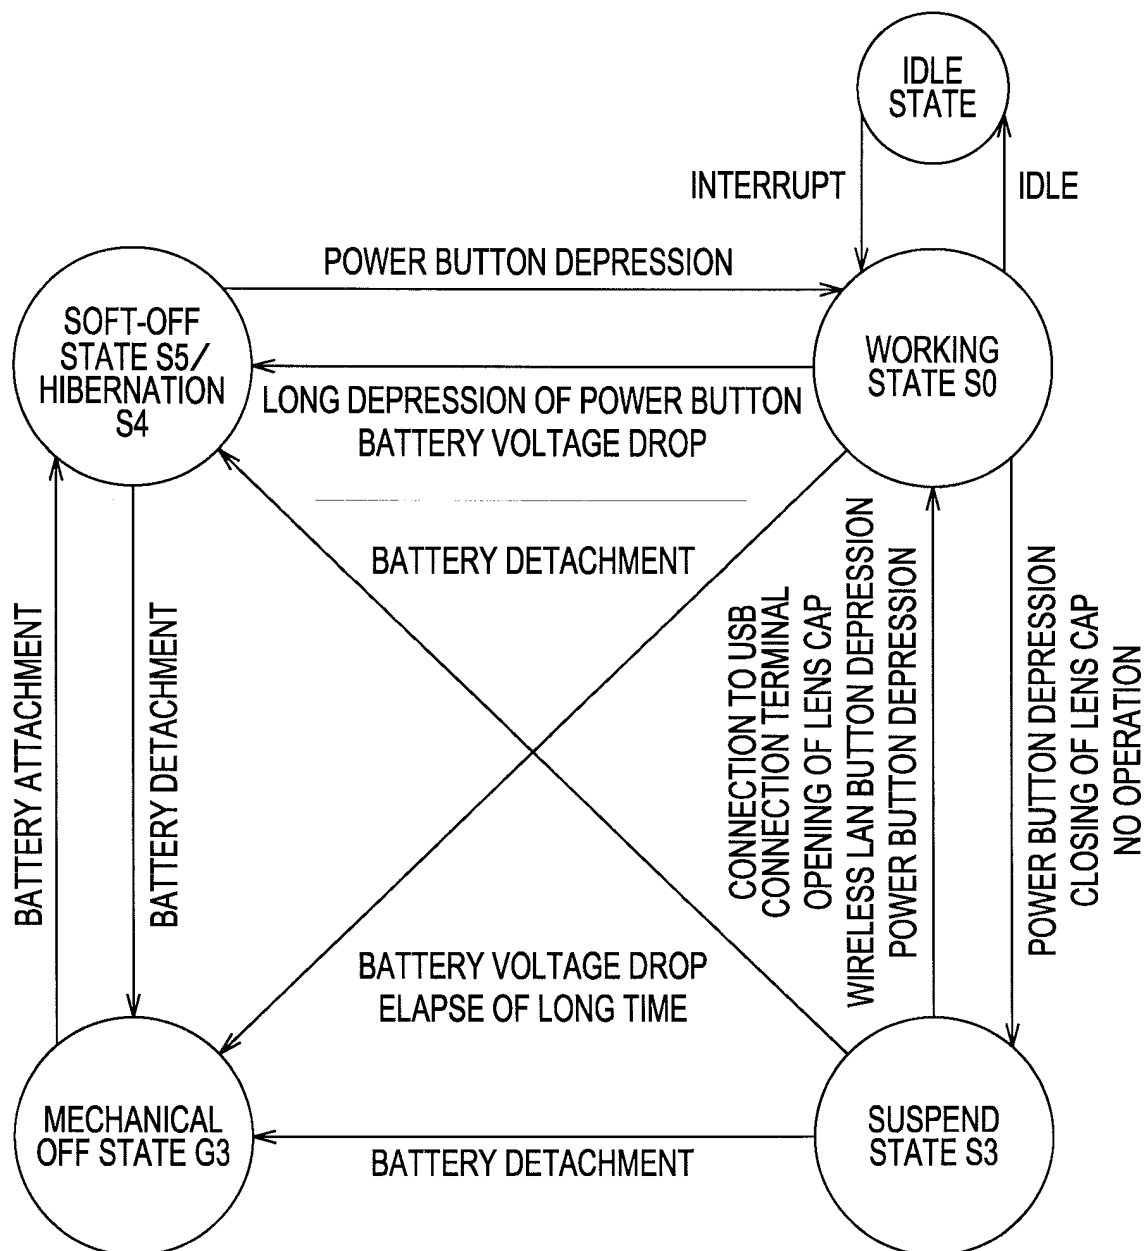 IDLE
STATE
INTERRUPT
IDLE
POWER BUTTON DEPRESSION
SOFT-OFF
STATE S5/
HIBERNATION
S4
WORKING
STATE S0
LONG DEPRESSION OF POWER BUTTON
BATTERY VOLTAGE DROP
BATTERY DETACHMENT
BATTERY ATTACHMENT
BATTERY DETACHMENT
CONNECTION TO USB
CONNECTION TERMINAL
OPENING OF LENS CAP
WIRELESS LAN BUTTON DEPRESSION
POWER BUTTON DEPRESSION
POWER BUTTON DEPRESSION
CLOSING OF LENS CAP
NO OPERATION
BATTERY VOLTAGE DROP
ELAPSE OF LONG TIME
MECHANICAL
OFF STATE G3
BATTERY DETACHMENT
SUSPEND
STATE S3